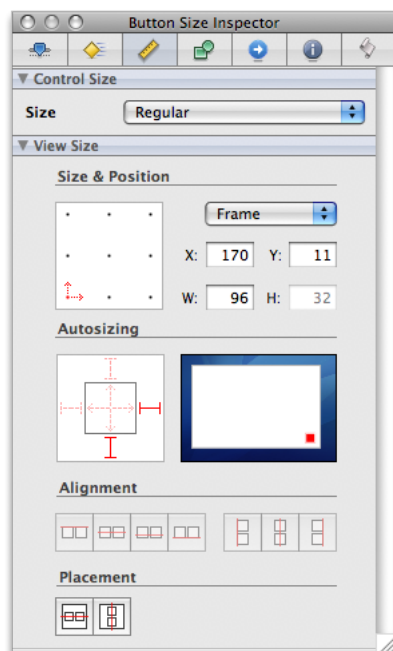 Button Size Inspector
Control Size
Size Regular
View Size
Size & Position
Frame
X: 170 Y: 11
W: 96 H: 32
Autosizing
Alignment
Placement